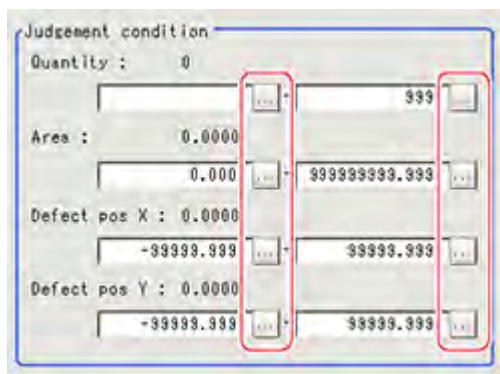 Judgement condition
Quantity : 0
... - 999 ...
Area : 0.0000
0.000 ... - 999999999.999 ...
Defect pos X : 0.0000
-99999.999 ... - 99999.999 ...
Defect pos Y : 0.0000
-99999.999 ... - 99999.999 ...